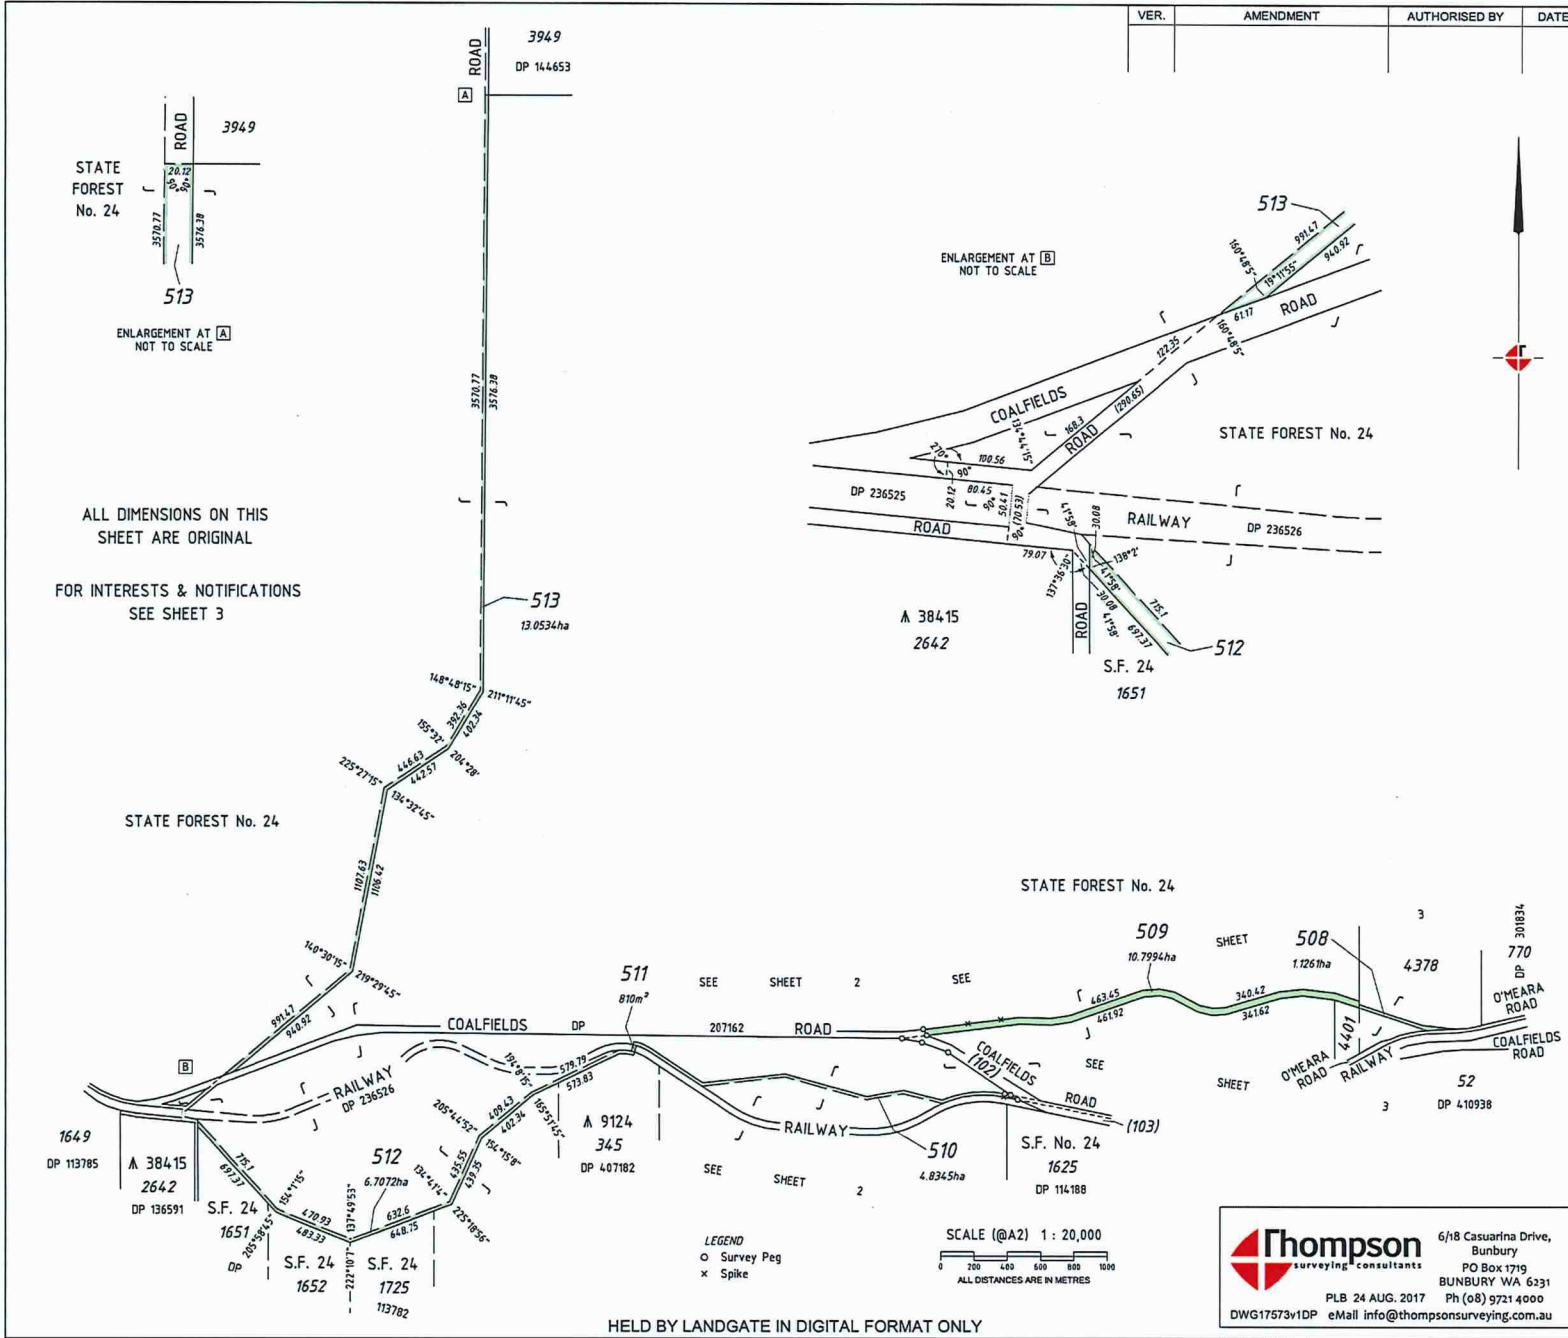 VER.
AMENDMENT
AUTHORISED BY
DATE
3949
DP 144653
ROAD
A
ROAD
3949
STATE
FOREST
No. 24
20.12
90°
90°
3570.77
3576.38
513
ENLARGEMENT AT A
NOT TO SCALE
3570.77
3576.38
ENLARGEMENT AT B
NOT TO SCALE
513
991.47
940.92
160°48'5"
19°11'55"
61.17
ROAD
160°48'5"
122.35
COALFIELDS
(290.65)
168.3
ROAD
134°44'15"
270°
90°
100.56
STATE FOREST No. 24
DP 236525
20.12
80.45
90°
50.41
(70.53)
90°
ROAD
RAILWAY
DP 236526
41°58'
30.08
79.07
138°2'
137°36'30"
41°58'
30.08
41°58'
715.1
697.37
ROAD
38415
2642
512
S.F. 24
1651
ALL DIMENSIONS ON THIS
SHEET ARE ORIGINAL
FOR INTERESTS & NOTIFICATIONS
SEE SHEET 3
513
13.0534ha
148°48'15"
211°11'45"
392.36
402.34
155°32'
204°28'
446.63
442.57
225°27'15"
134°32'45"
STATE FOREST No. 24
1107.63
1106.42
140°30'15"
219°29'45"
991.47
940.92
B
STATE FOREST No. 24
509
10.7994ha
SHEET
508
1.1261ha
3
4378
DP 301834
770
511
810m²
SEE
SHEET
2
SEE
463.45
461.92
340.42
341.62
O'MEARA
ROAD
COALFIELDS
DP
207162
ROAD
4401
COALFIELDS
ROAD
COALFIELDS
(102)
SEE
SHEET
O'MEARA
ROAD
RAILWAY
52
DP 410938
3
ROAD
(103)
RAILWAY
DP 236526
194°8'15"
579.79
573.83
165°51'45"
205°44'52"
409.43
402.34
154°15'8"
9124
345
DP 407182
RAILWAY
SEE
SHEET
2
510
4.8345ha
S.F. No. 24
1625
DP 114188
1649
DP 113785
38415
2642
DP 136591
715.1
697.37
154°1'15"
205°58'45"
S.F. 24
1651
DP
470.93
483.33
137°49'53"
222°10'7"
512
6.7072ha
632.6
648.75
134°41'4"
435.55
439.35
225°18'56"
S.F. 24
1652
S.F. 24
1725
113782
LEGEND
Survey Peg
Spike
SCALE (@A2) 1 : 20,000
0 200 400 600 800 1000
ALL DISTANCES ARE IN METRES
Thompson
surveying consultants
6/18 Casuarina Drive,
Bunbury
PO Box 1719
BUNBURY WA 6231
PLB 24 AUG. 2017 Ph (08) 9721 4000
DWG17573v1DP eMail info@thompsonsurveying.com.au
HELD BY LANDGATE IN DIGITAL FORMAT ONLY